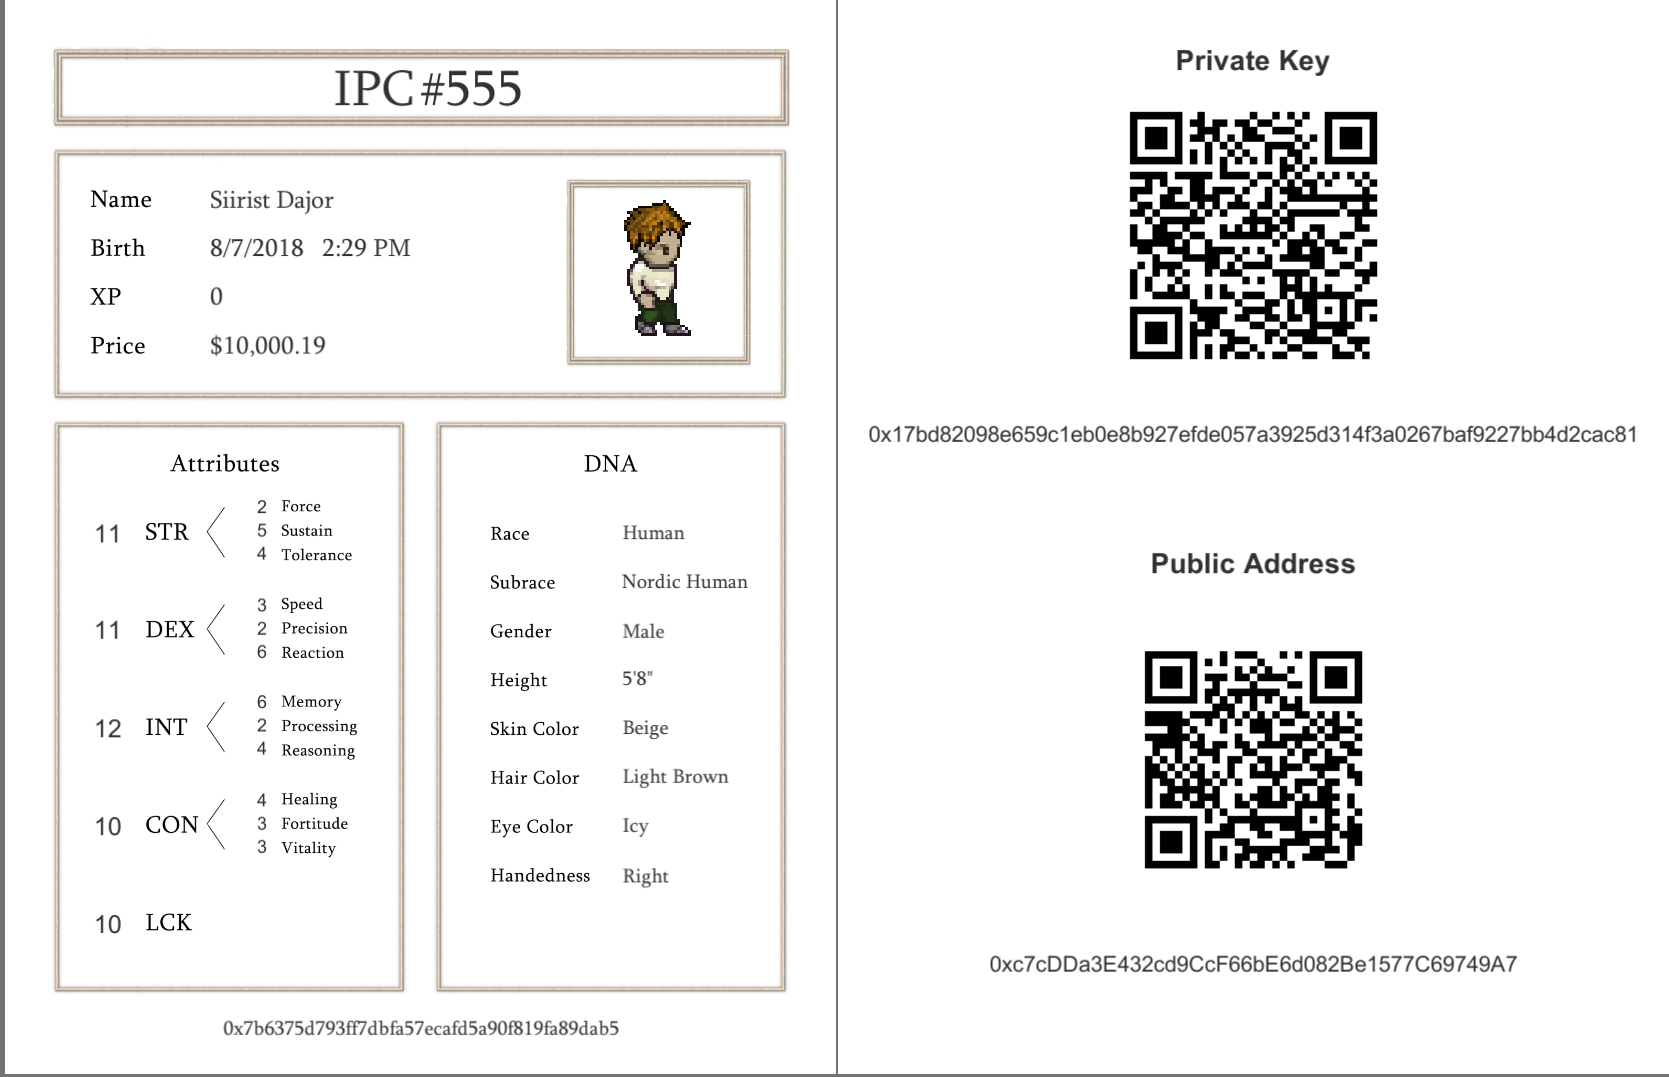 IPC #555
Name Siirist Dajor
Birth 8/7/2018 2:29 PM
XP 0
Price $10,000.19
Attributes
11 STR
2 Force
5 Sustain
4 Tolerance
11 DEX
3 Speed
2 Precision
6 Reaction
12 INT
6 Memory
2 Processing
4 Reasoning
10 CON
4 Healing
3 Fortitude
3 Vitality
10 LCK
DNA
Race Human
Subrace Nordic Human
Gender Male
Height 5'8"
Skin Color Beige
Hair Color Light Brown
Eye Color Icy
Handedness Right
0x7b6375d793ff7dbfa57ecafd5a90f819fa89dab5
Private Key
0x17bd82098e659c1eb0e8b927efde057a3925d314f3a0267baf9227bb4d2cac81
Public Address
0xc7cDDa3E432cd9CcF66bE6d082Be1577C69749A7